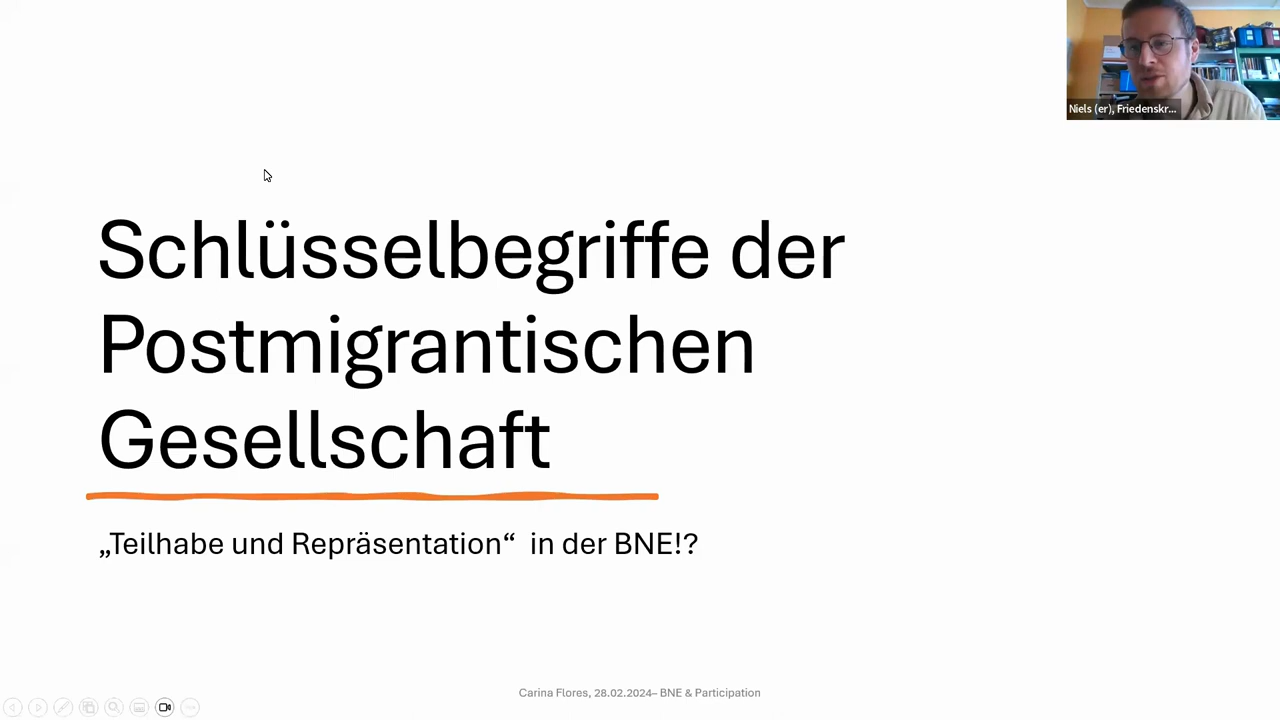 Niels (er), Friedenskr...
Schlüsselbegriffe der
Postmigrantischen
Gesellschaft
„Teilhabe und Repräsentation“ in der BNE!?
Carina Flores, 28.02.2024– BNE & Participation